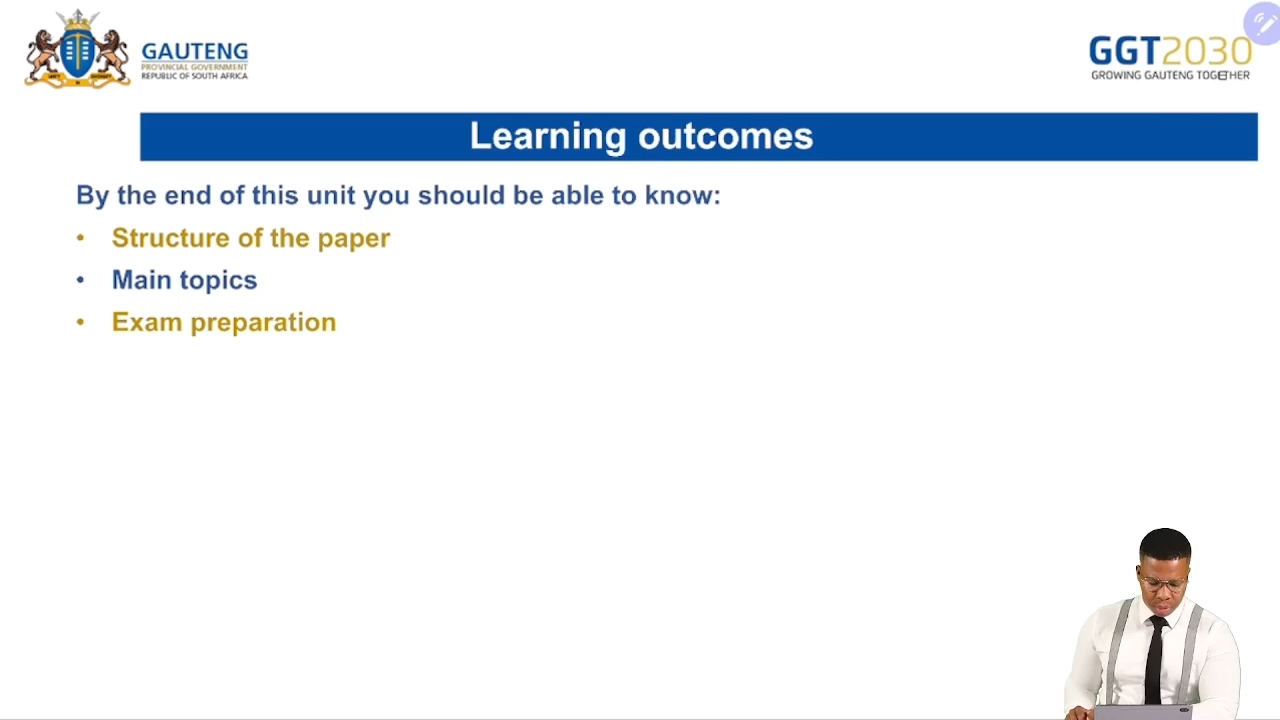 GAUTENG
PROVINCIAL GOVERNMENT
REPUBLIC OF SOUTH AFRICA
GGT2030
GROWING GAUTENG TOGETHER
Learning outcomes
By the end of this unit you should be able to know:
• Structure of the paper
• Main topics
• Exam preparation